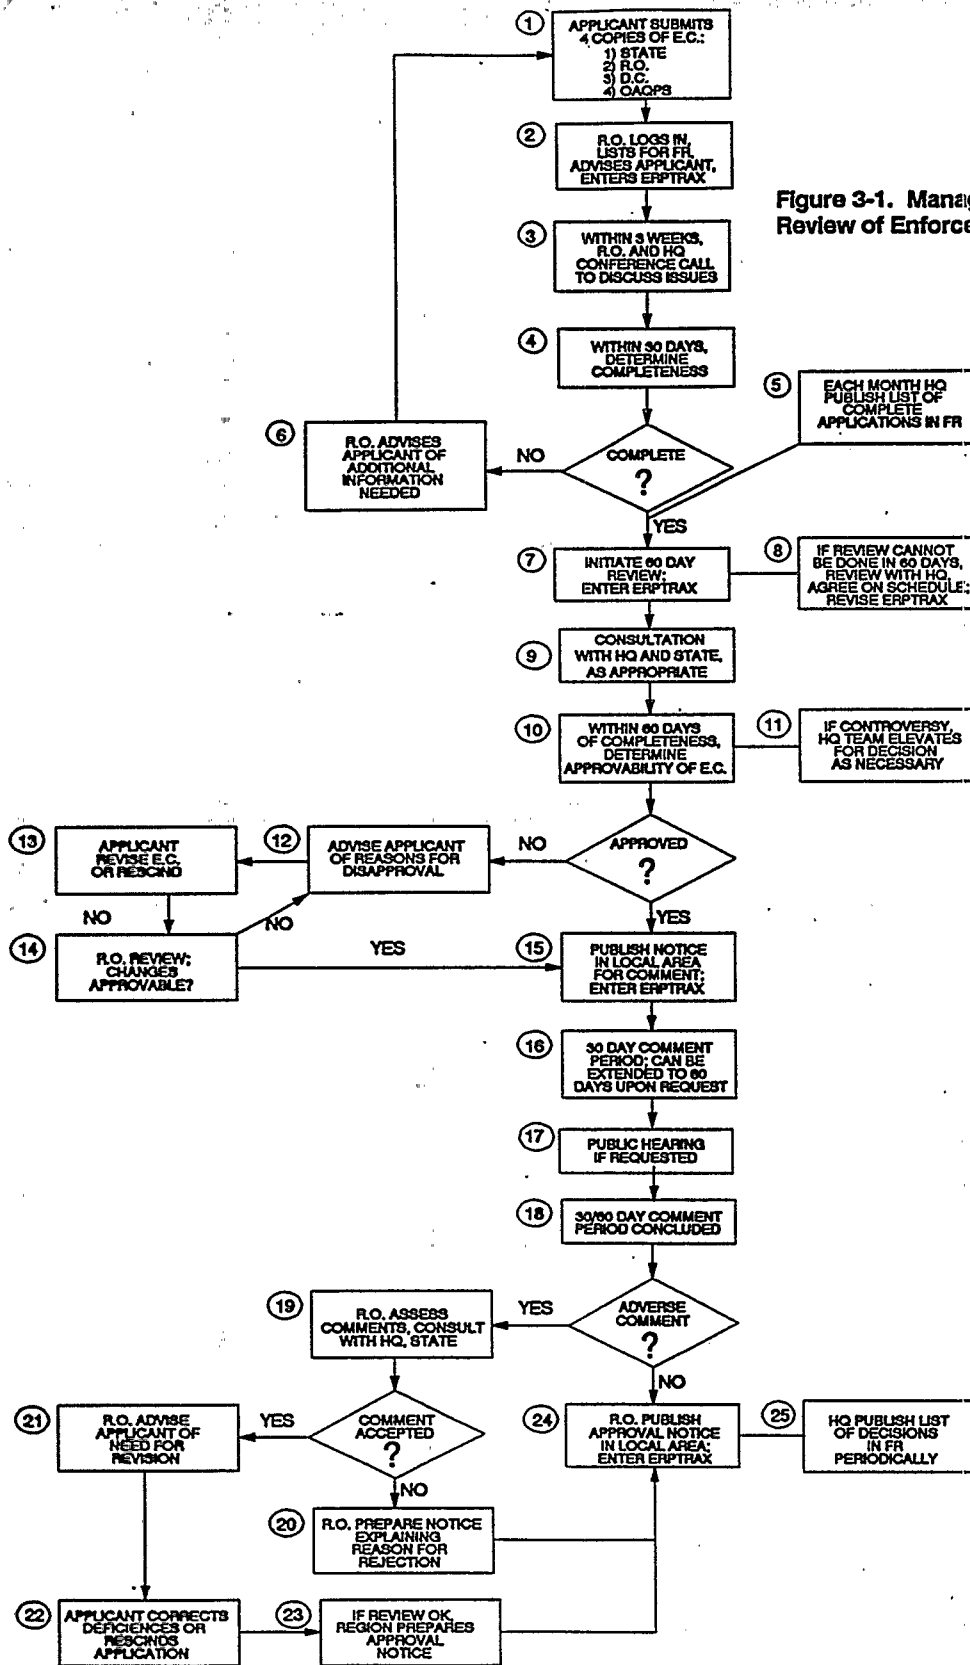 1
APPLICANT SUBMITS
4 COPIES OF E.C.:
1) STATE
2) R.O.
3) D.C.
4) OAQPS
2
R.O. LOGS IN,
LISTS FOR FR,
ADVISES APPLICANT,
ENTERS ERPTRAX
Figure 3-1. Manag
Review of Enforce
3
WITHIN 3 WEEKS,
R.O. AND HQ
CONFERENCE CALL
TO DISCUSS ISSUES
4
WITHIN 30 DAYS,
DETERMINE
COMPLETENESS
5
EACH MONTH HQ
PUBLISH LIST OF
COMPLETE
APPLICATIONS IN FR
6
R.O. ADVISES
APPLICANT OF
ADDITIONAL
INFORMATION
NEEDED
NO
COMPLETE
?
YES
7
INITIATE 60 DAY
REVIEW;
ENTER ERPTRAX
8
IF REVIEW CANNOT
BE DONE IN 60 DAYS,
REVIEW WITH HQ,
AGREE ON SCHEDULE;
REVISE ERPTRAX
9
CONSULTATION
WITH HQ AND STATE,
AS APPROPRIATE
10
WITHIN 60 DAYS
OF COMPLETENESS,
DETERMINE
APPROVABILITY OF E.C.
11
IF CONTROVERSY,
HQ TEAM ELEVATES
FOR DECISION
AS NECESSARY
13
APPLICANT
REVISE E.C.
OR RESCIND
12
ADVISE APPLICANT
OF REASONS FOR
DISAPPROVAL
NO
APPROVED
?
YES
NO
NO
14
R.O. REVIEW;
CHANGES
APPROVABLE?
YES
15
PUBLISH NOTICE
IN LOCAL AREA
FOR COMMENT;
ENTER ERPTRAX
16
30 DAY COMMENT
PERIOD; CAN BE
EXTENDED TO 60
DAYS UPON REQUEST
17
PUBLIC HEARING
IF REQUESTED
18
30/60 DAY COMMENT
PERIOD CONCLUDED
19
R.O. ASSESS
COMMENTS, CONSULT
WITH HQ, STATE
YES
ADVERSE
COMMENT
?
NO
21
R.O. ADVISE
APPLICANT OF
NEED FOR
REVISION
YES
COMMENT
ACCEPTED
?
NO
24
R.O. PUBLISH
APPROVAL NOTICE
IN LOCAL AREA;
ENTER ERPTRAX
25
HQ PUBLISH LIST
OF DECISIONS
IN FR
PERIODICALLY
20
R.O. PREPARE NOTICE
EXPLAINING
REASON FOR
REJECTION
22
APPLICANT CORRECTS
DEFICIENCES OR
RESCINDS
APPLICATION
23
IF REVIEW OK,
REGION PREPARES
APPROVAL
NOTICE